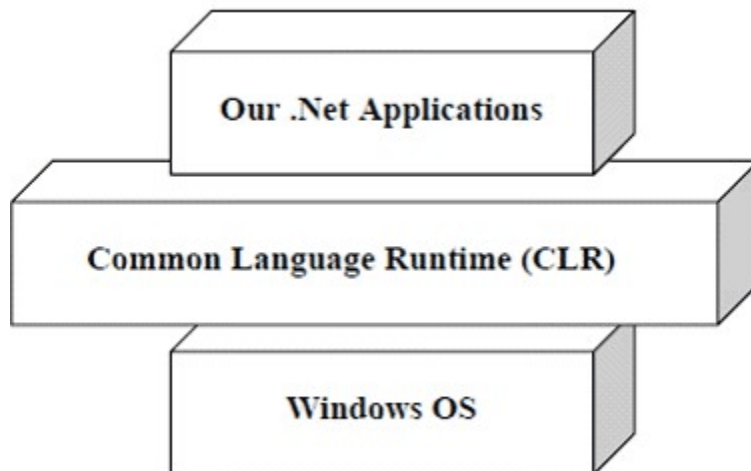 Our .Net Applications
Common Language Runtime (CLR)
Windows OS